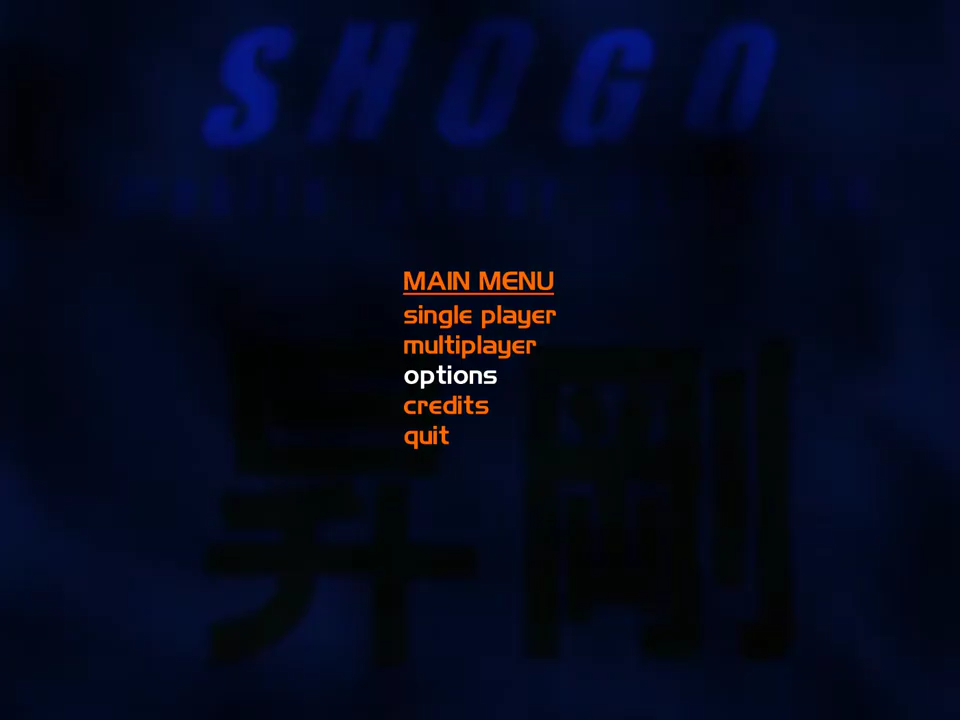 SHOGO
MAIN MENU
single player
multiplayer
options
credits
quit
昇剛